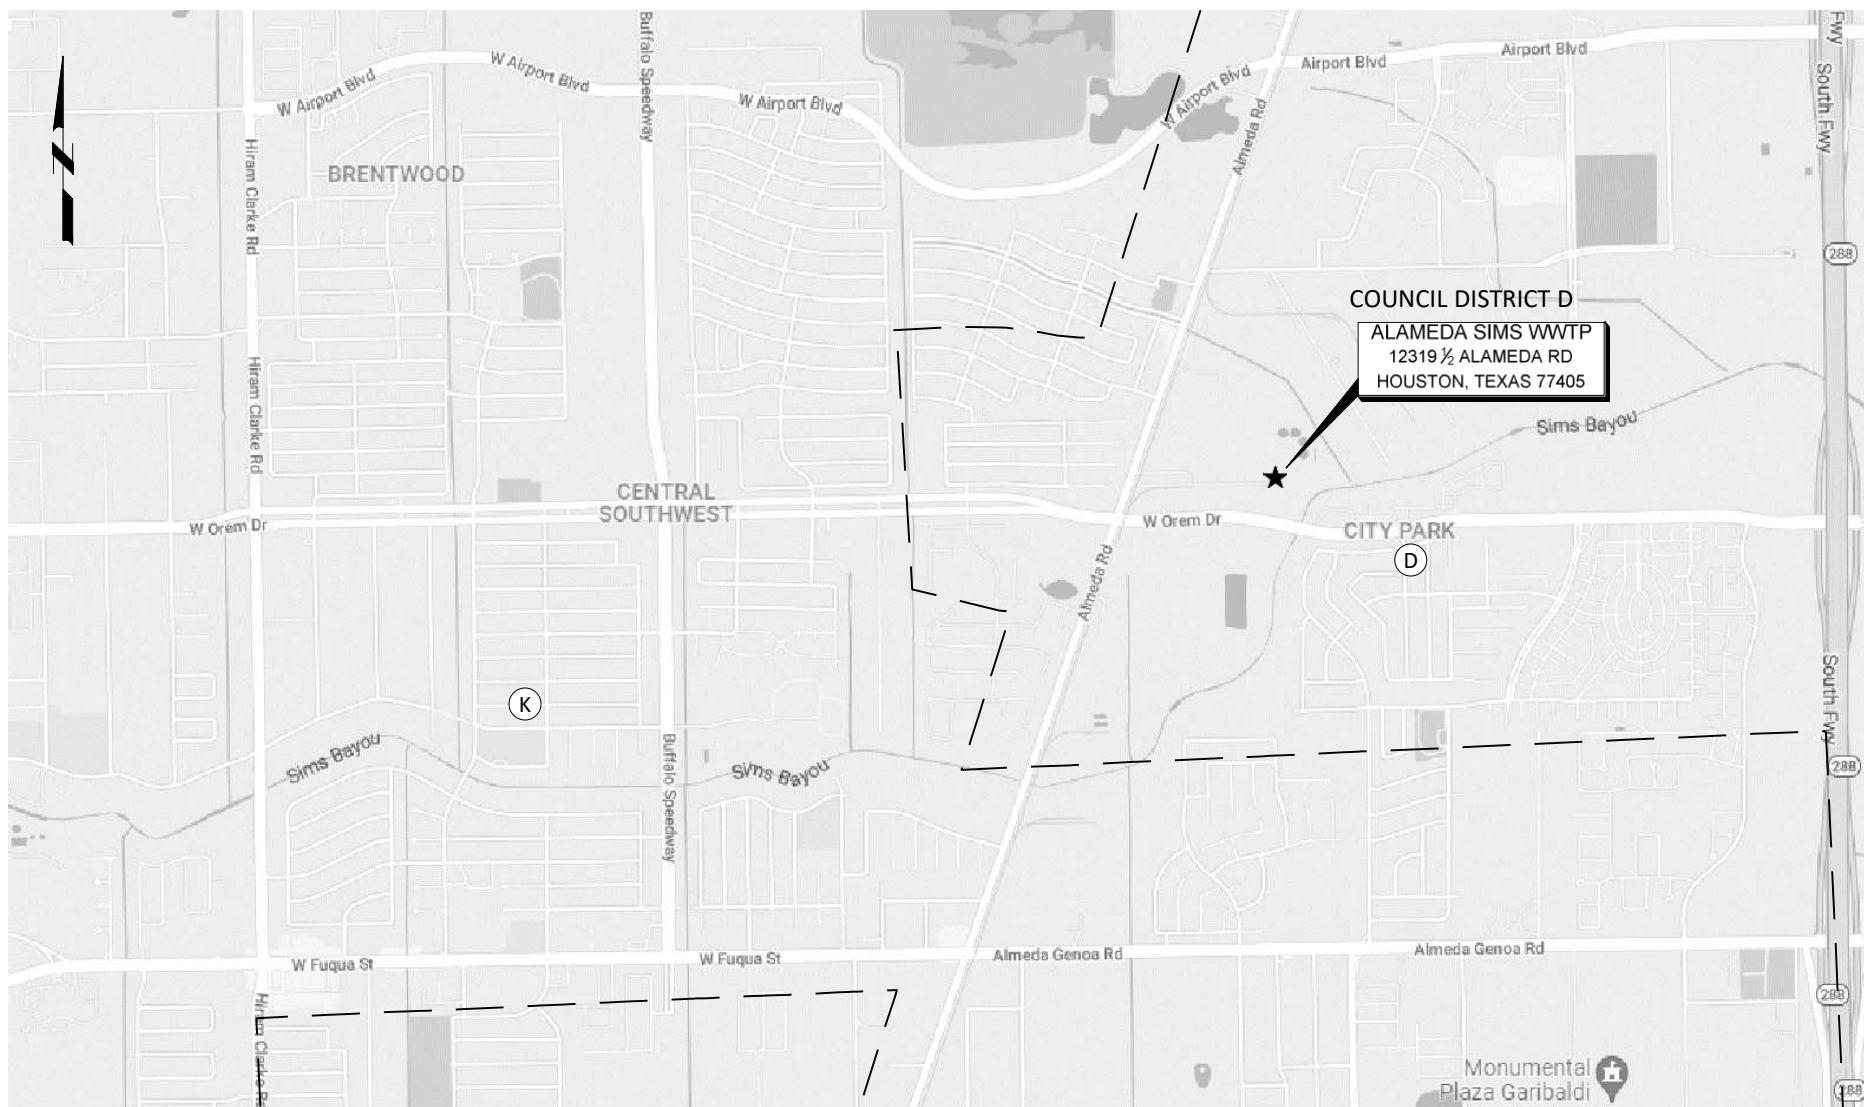 Fwy
Buffalo Speedway
Airport Blvd
Airport Blvd
W Airport Blvd
W Airport Blvd
W Airport Blvd
W Airport Blvd
South Fwy
Almeda Rd
Hiram Clarke Rd
BRENTWOOD
N
288
COUNCIL DISTRICT D
ALAMEDA SIMS WWTP
12319 ½ ALAMEDA RD
HOUSTON, TEXAS 77405
Hiram Clarke Rd
Sims Bayou
CENTRAL
SOUTHWEST
W Orem Dr
W Orem Dr
CITY PARK
D
Almeda Rd
South Fwy
K
Sims Bayou
Sims Bayou
Buffalo Speedway
288
W Fuqua St
W Fuqua St
Almeda Genoa Rd
Almeda Genoa Rd
288
Hiram Clarke Rd
Monumental
Plaza Garibaldi
288